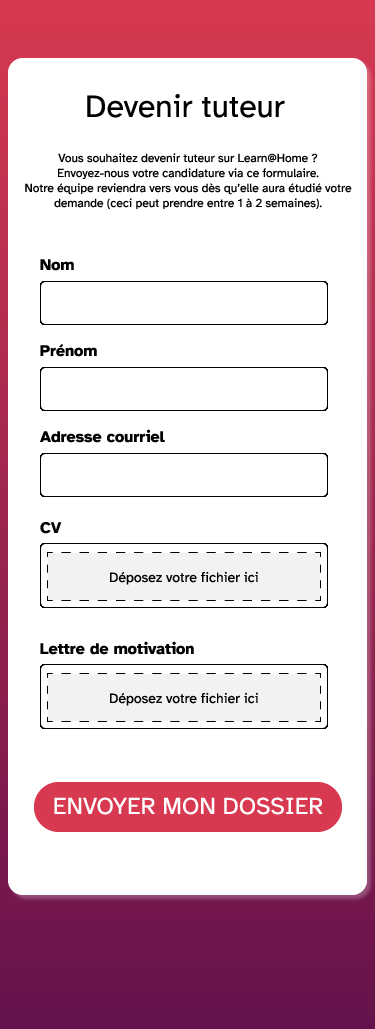 Devenir tuteur
Vous souhaitez devenir tuteur sur Learn@Home ?
Envoyez-nous votre candidature via ce formulaire.
Notre équipe reviendra vers vous dès qu'elle aura étudié votre
demande (ceci peut prendre entre 1 à 2 semaines).
Nom
Prénom
Adresse courriel
CV
Déposez votre fichier ici
Lettre de motivation
Déposez votre fichier ici
ENVOYER MON DOSSIER